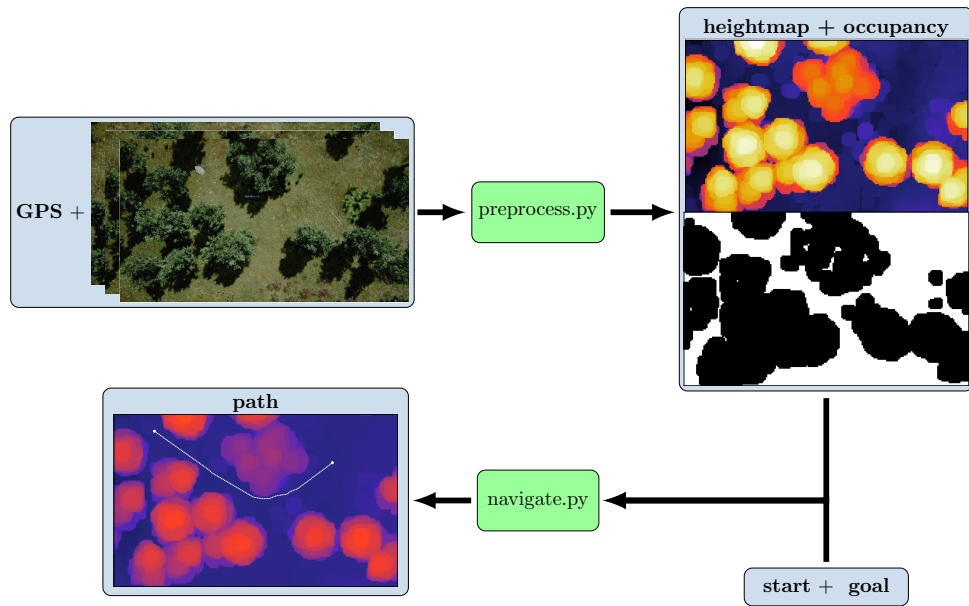 heightmap + occupancy
GPS +
preprocess.py
path
navigate.py
start + goal